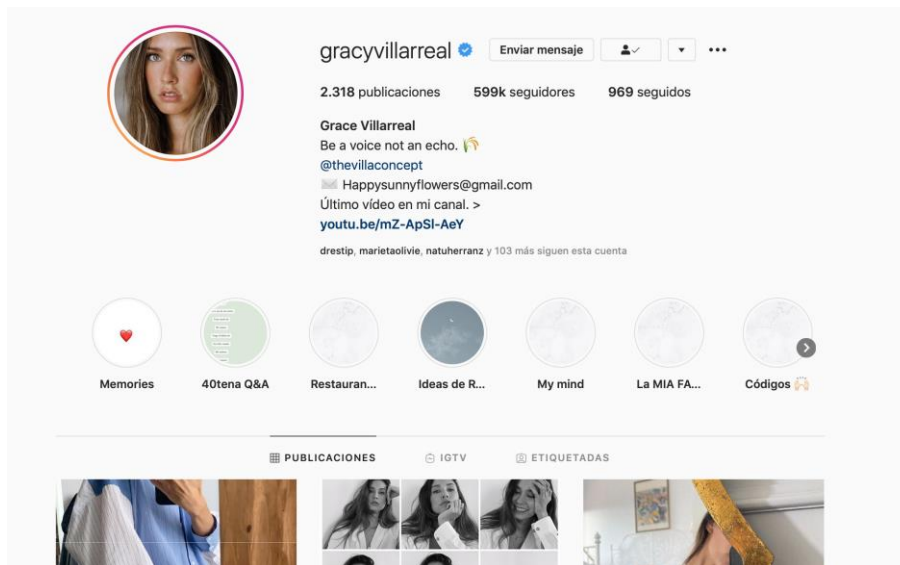 gracyvillarreal Enviar mensaje
2.318 publicaciones 599k seguidores 969 seguidos
Grace Villarreal
Be a voice not an echo.
@thevillaconcept
Happysunnyflowers@gmail.com
Último vídeo en mi canal. >
youtu.be/mZ-ApSI-AeY
drestip, marietaolivie, natuherranz y 103 más siguen esta cuenta
Memories 40tena Q&A Restauran... Ideas de R... My mind La MIA FA... Códigos
PUBLICACIONES IGTV ETIQUETADAS